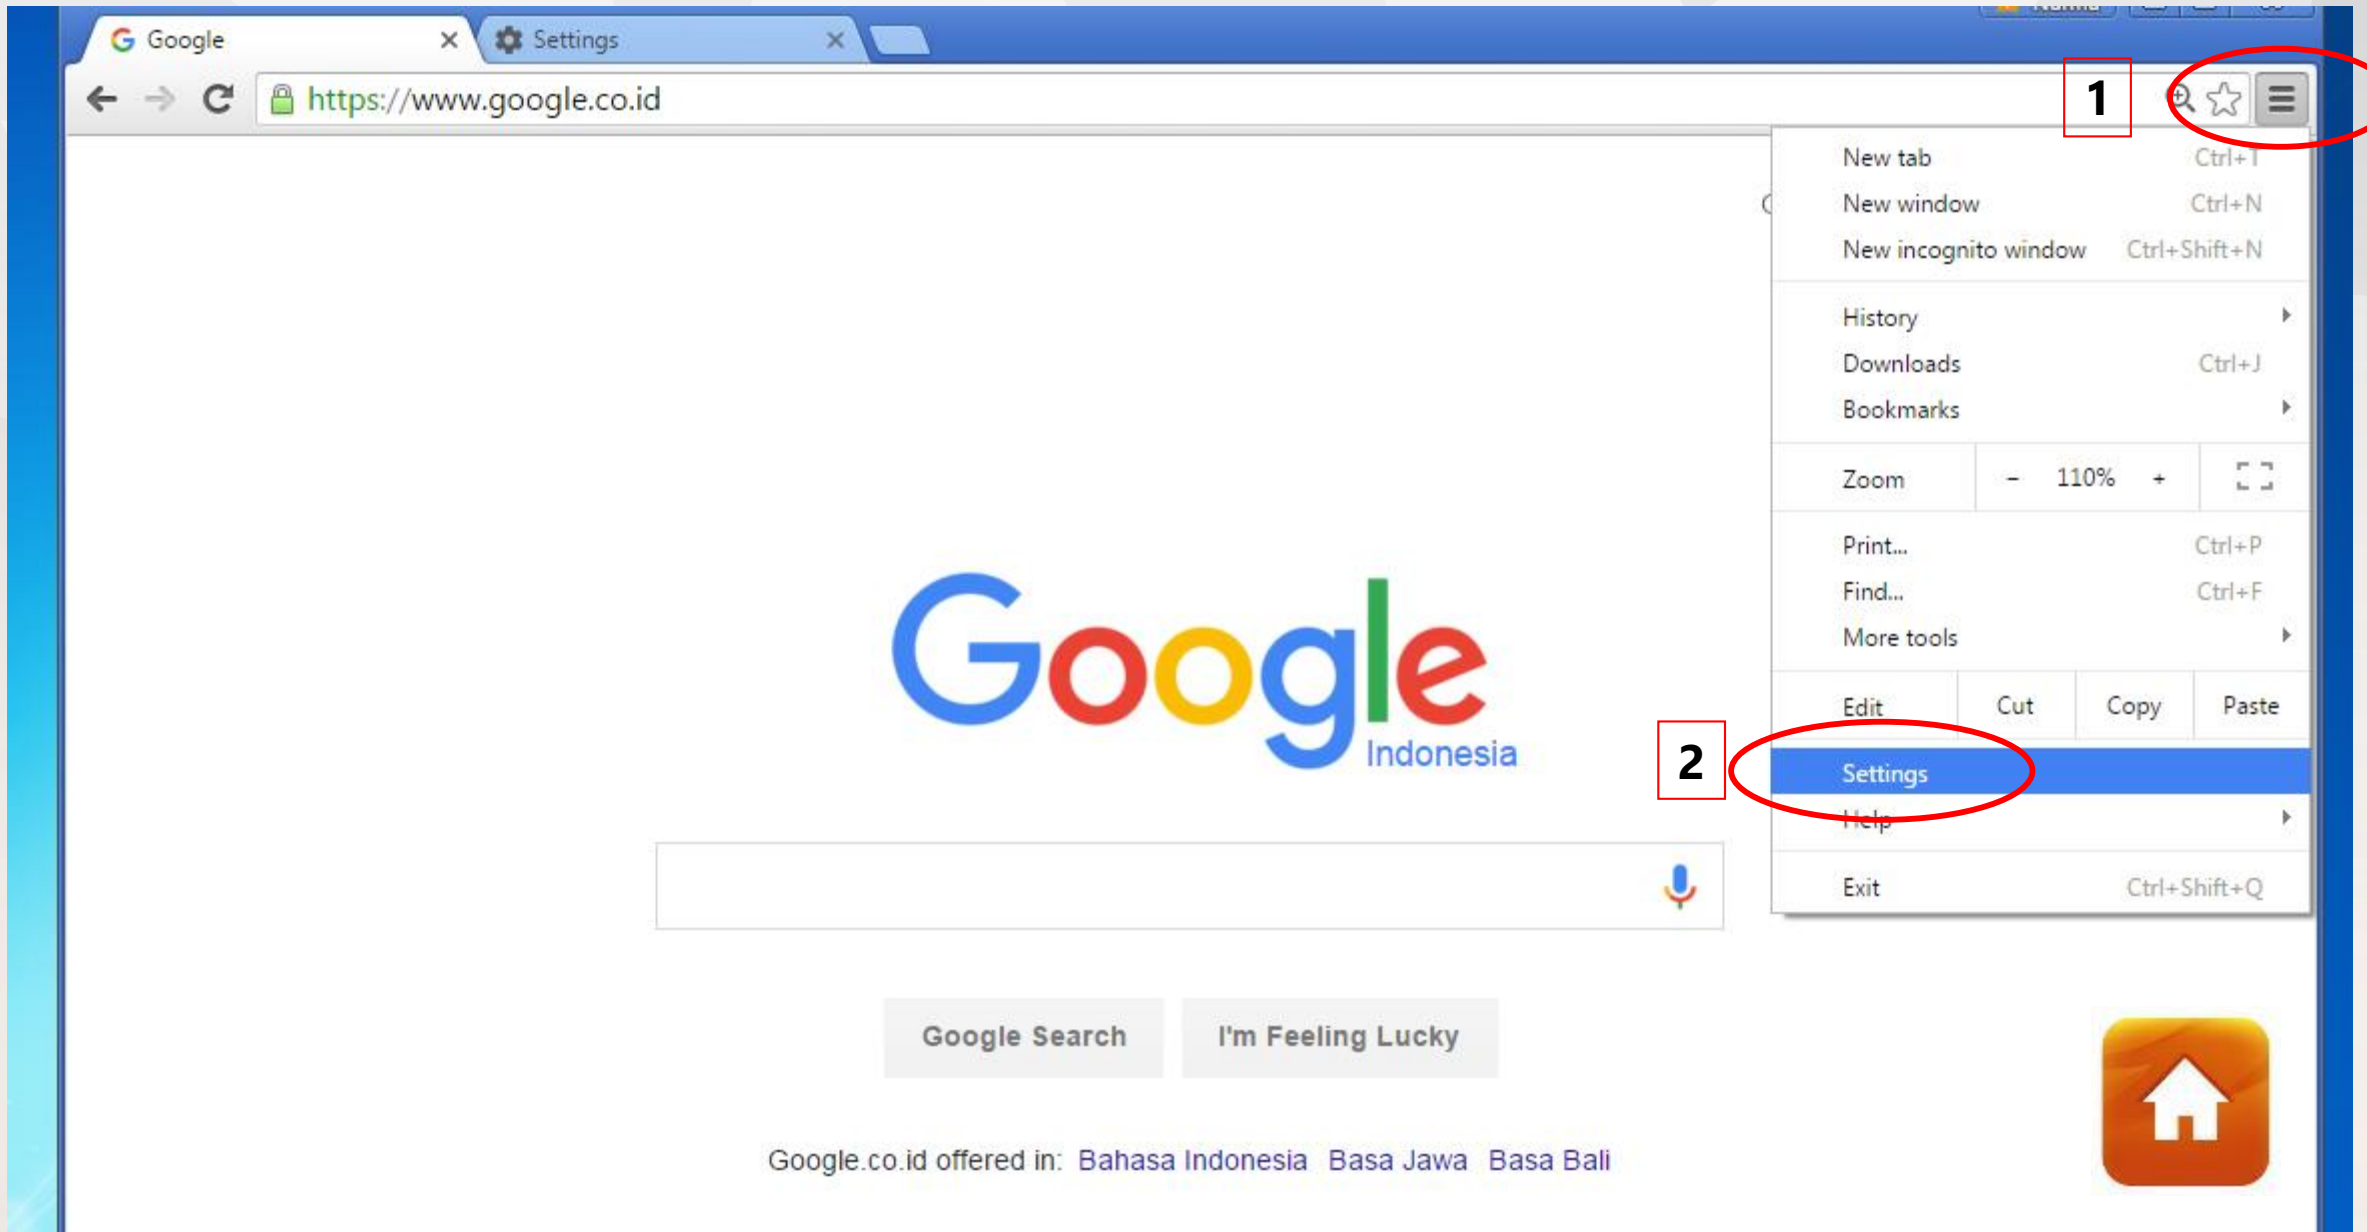 Google
Settings
https://www.google.co.id
1
New tab Ctrl+T
New window Ctrl+N
New incognito window Ctrl+Shift+N
History
Downloads Ctrl+J
Bookmarks
Zoom - 110% +
Print... Ctrl+P
Find... Ctrl+F
More tools
Edit Cut Copy Paste
2
Settings
Help
Exit Ctrl+Shift+Q
Google
Indonesia
Google Search I'm Feeling Lucky
Google.co.id offered in: Bahasa Indonesia Basa Jawa Basa Bali